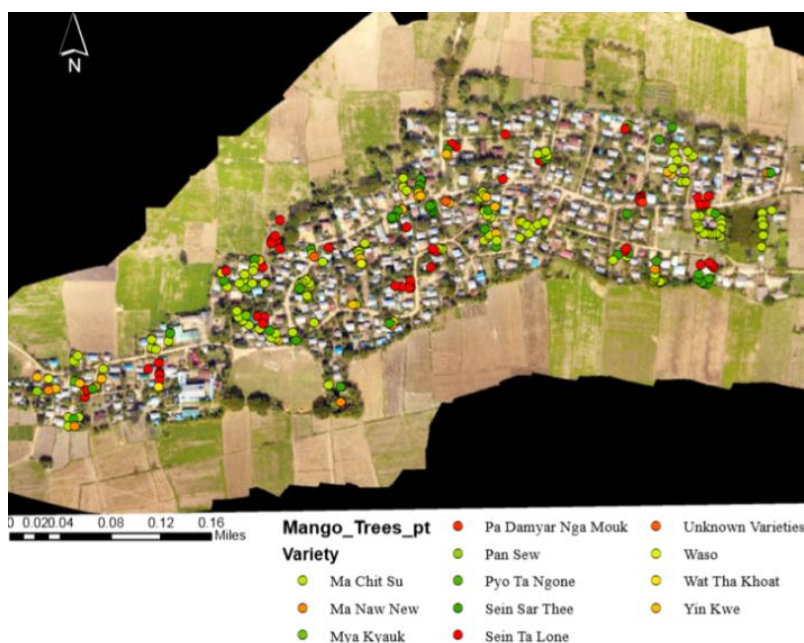 N
0 0.02 0.04 0.08 0.12 0.16
Miles
Mango_Trees_pt
Variety
Ma Chit Su
Ma Naw New
Mya Kyauk
Pa Damyar Nga Mouk
Pan Sew
Pyo Ta Ngone
Sein Sar Thee
Sein Ta Lone
Unknown Varieties
Waso
Wat Tha Khoat
Yin Kwe